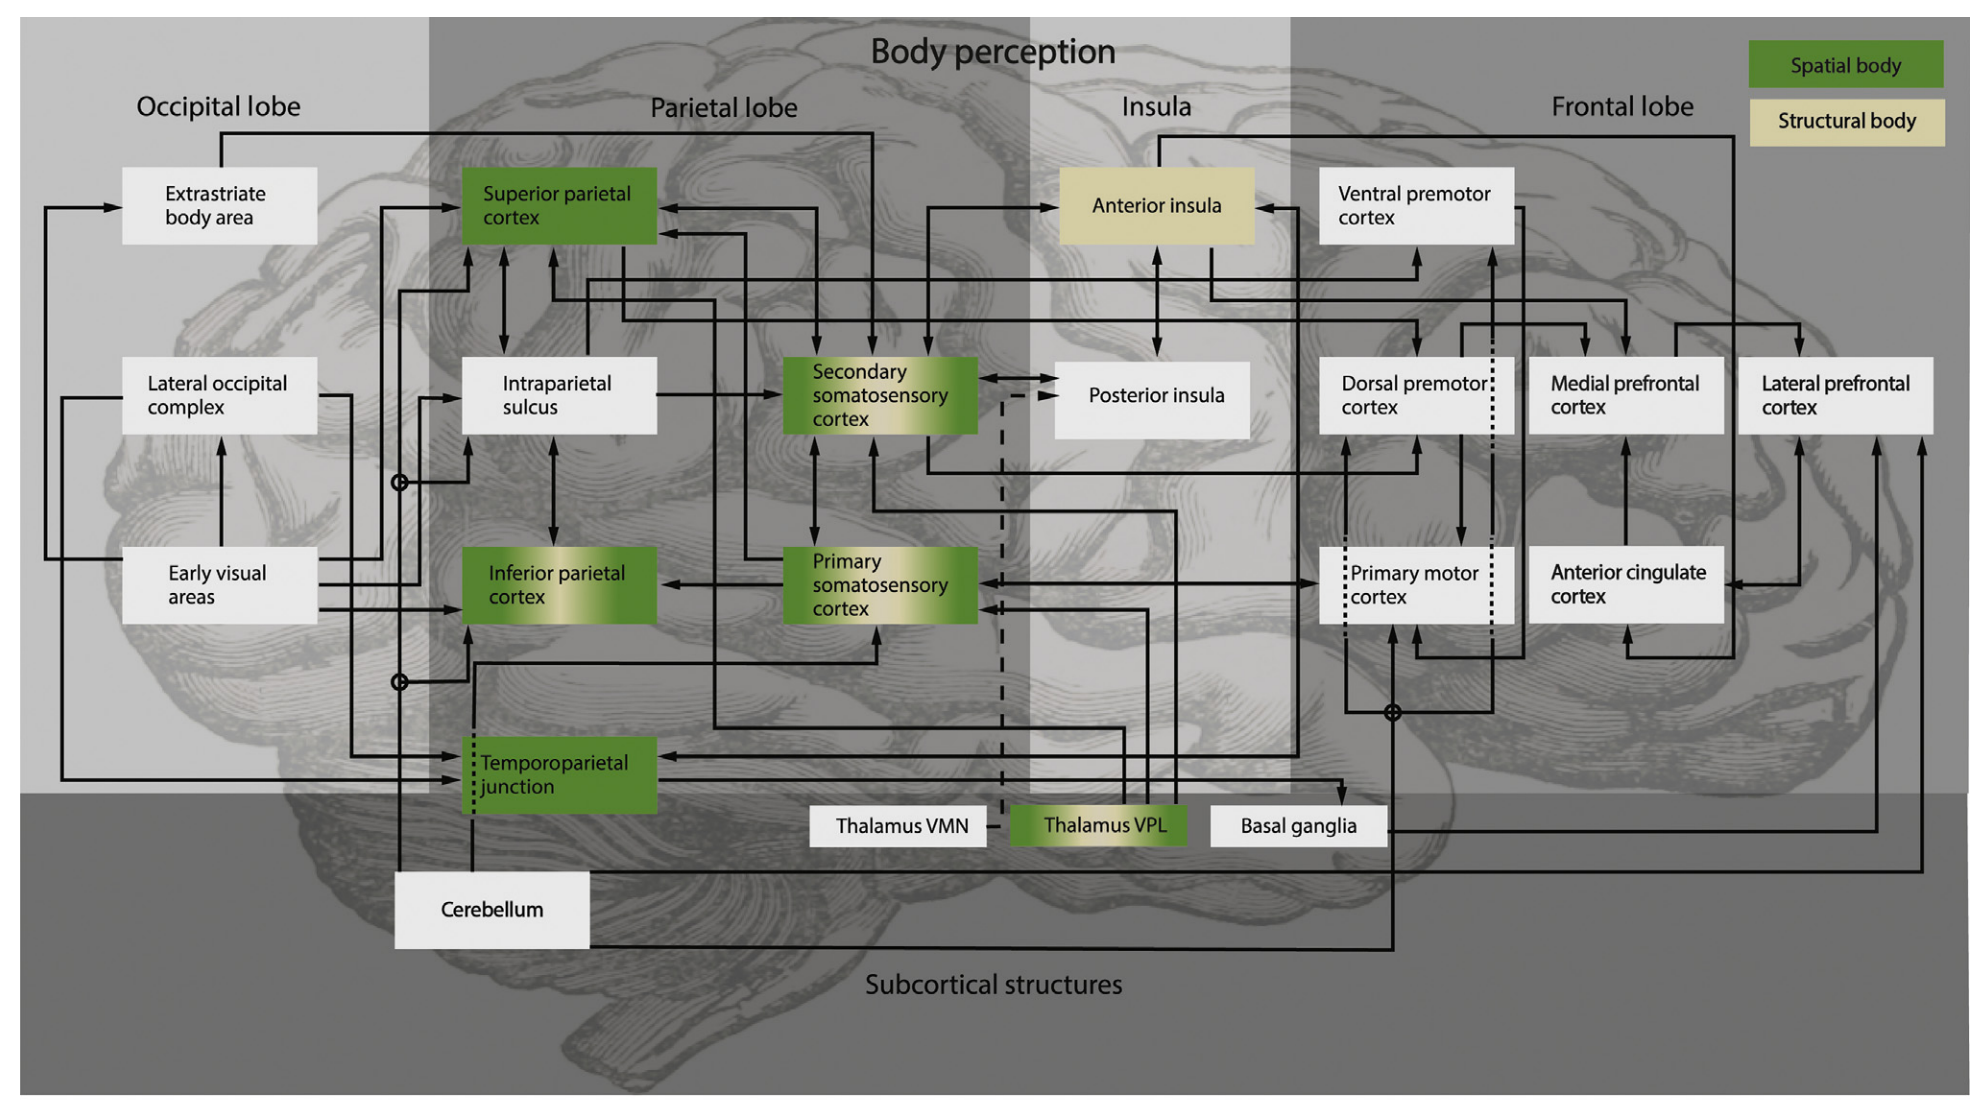 Body perception
Spatial body
Structural body
Occipital lobe
Parietal lobe
Insula
Frontal lobe
Extrastriate
body area
Superior parietal
cortex
Anterior insula
Ventral premotor
cortex
Lateral occipital
complex
Intraparietal
sulcus
Secondary
somatosensory
cortex
Posterior insula
Dorsal premotor
cortex
Medial prefrontal
cortex
Lateral prefrontal
cortex
Early visual
areas
Inferior parietal
cortex
Primary
somatosensory
cortex
Primary motor
cortex
Anterior cingulate
cortex
Temporoparietal
junction
Thalamus VMN
Thalamus VPL
Basal ganglia
Cerebellum
Subcortical structures